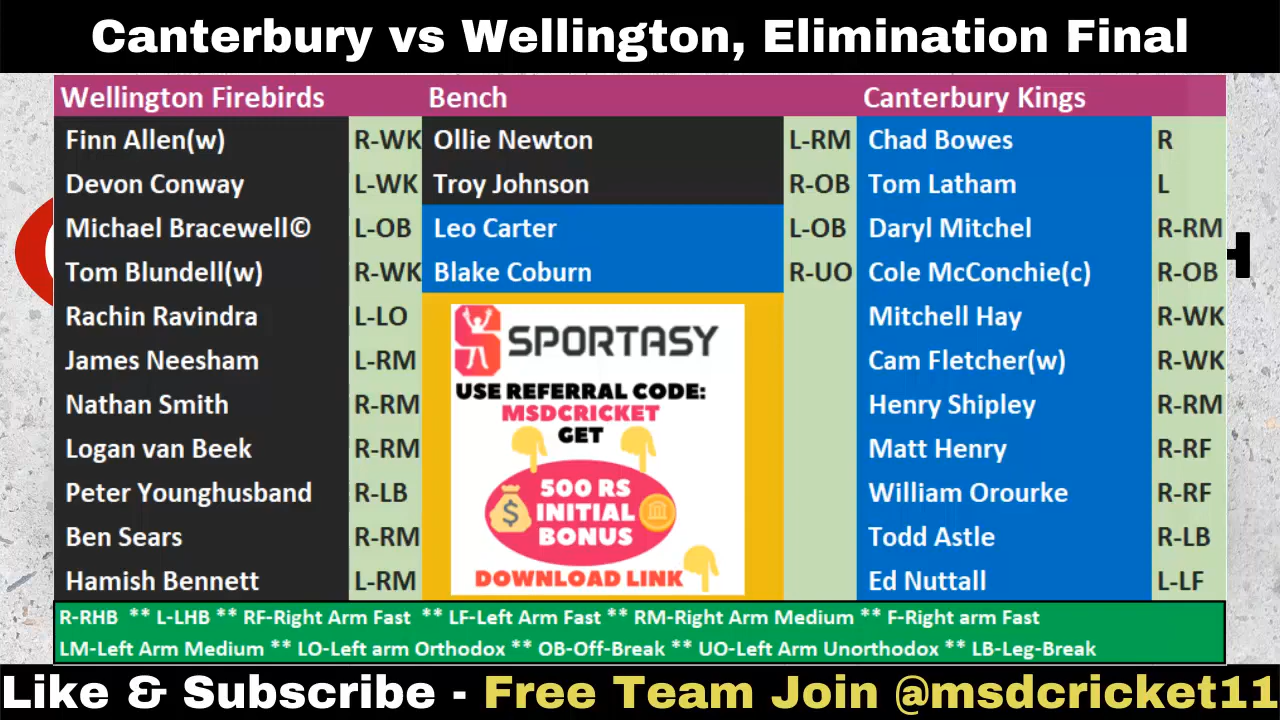 Canterbury vs Wellington, Elimination Final
Wellington Firebirds Bench Canterbury Kings
Finn Allen(w) R-WK Ollie Newton L-RM Chad Bowes R
Devon Conway L-WK Troy Johnson R-OB Tom Latham L
Michael Bracewell© L-OB Leo Carter L-OB Daryl Mitchel R-RM
Tom Blundell(w) R-WK Blake Coburn R-UO Cole McConchie(c) R-OB
Rachin Ravindra L-LO Mitchell Hay R-WK
James Neesham L-RM Cam Fletcher(w) R-WK
Nathan Smith R-RM Henry Shipley R-RM
Logan van Beek R-RM Matt Henry R-RF
Peter Younghusband R-LB William Orourke R-RF
Ben Sears R-RM Todd Astle R-LB
Hamish Bennett L-RM Ed Nuttall L-LF
SPORTASY
USE REFERRAL CODE:
MSDCRICKET
GET
500 RS
INITIAL
BONUS
DOWNLOAD LINK
R-RHB ** L-LHB ** RF-Right Arm Fast ** LF-Left Arm Fast ** RM-Right Arm Medium ** F-Right arm Fast
LM-Left Arm Medium ** LO-Left arm Orthodox ** OB-Off-Break ** UO-Left Arm Unorthodox ** LB-Leg-Break
Like & Subscribe - Free Team Join @msdcricket11